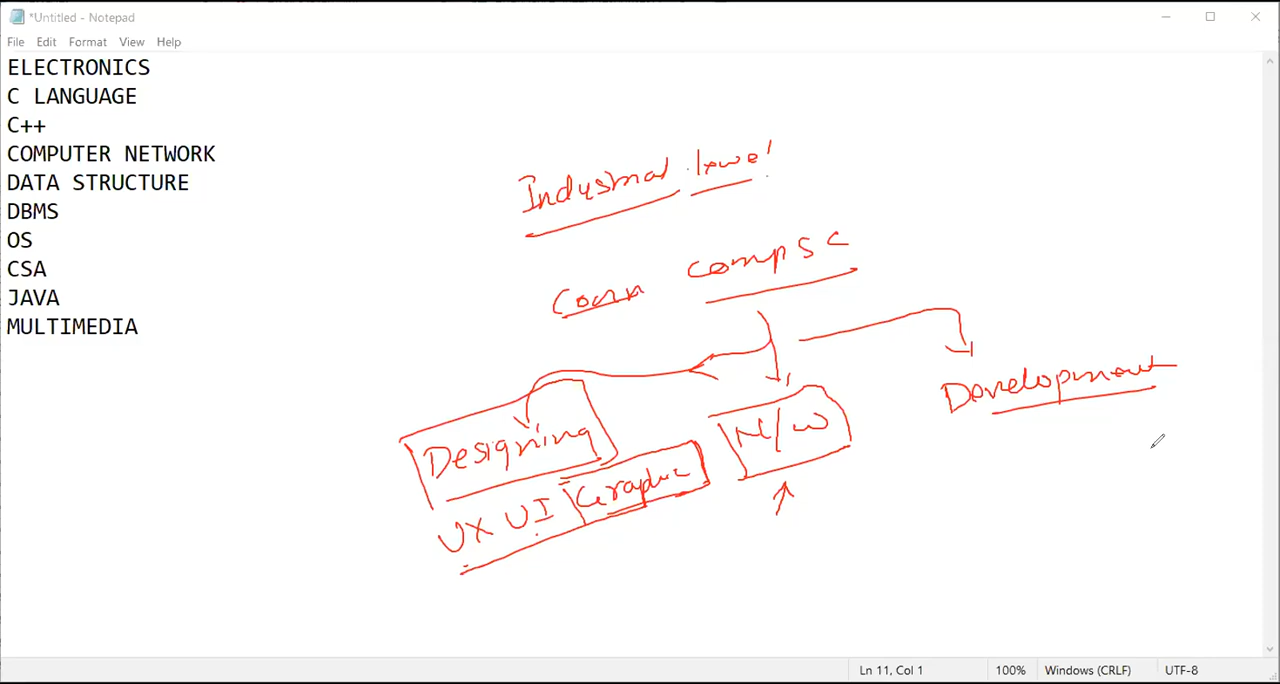 *Untitled - Notepad
File Edit Format View Help
ELECTRONICS
C LANGUAGE
C++
COMPUTER NETWORK
DATA STRUCTURE
DBMS
OS
CSA
JAVA
MULTIMEDIA
Industrial level
comp SC
Development
Designing
N/W
UX UI Graphic
Ln 11, Col 1 100% Windows (CRLF) UTF-8